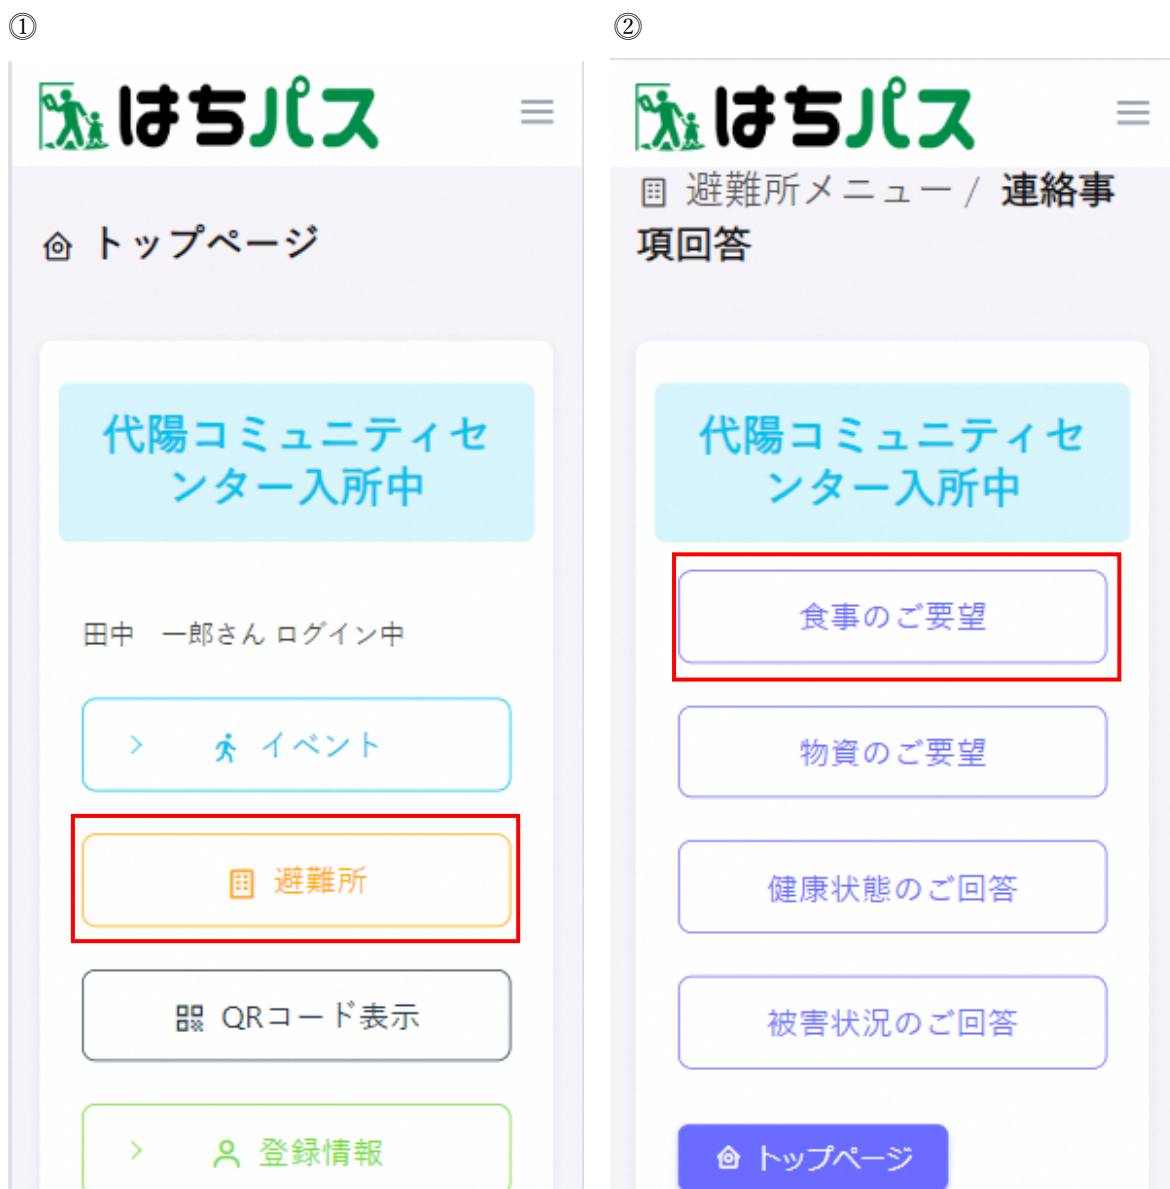 ①
はちパス
トップページ
代陽コミュニティセ
ンター入所中
田中　一郎さん ログイン中
イベント
避難所
QRコード表示
登録情報
②
はちパス
避難所メニュー / 連絡事
項回答
代陽コミュニティセ
ンター入所中
食事のご要望
物資のご要望
健康状態のご回答
被害状況のご回答
トップページ